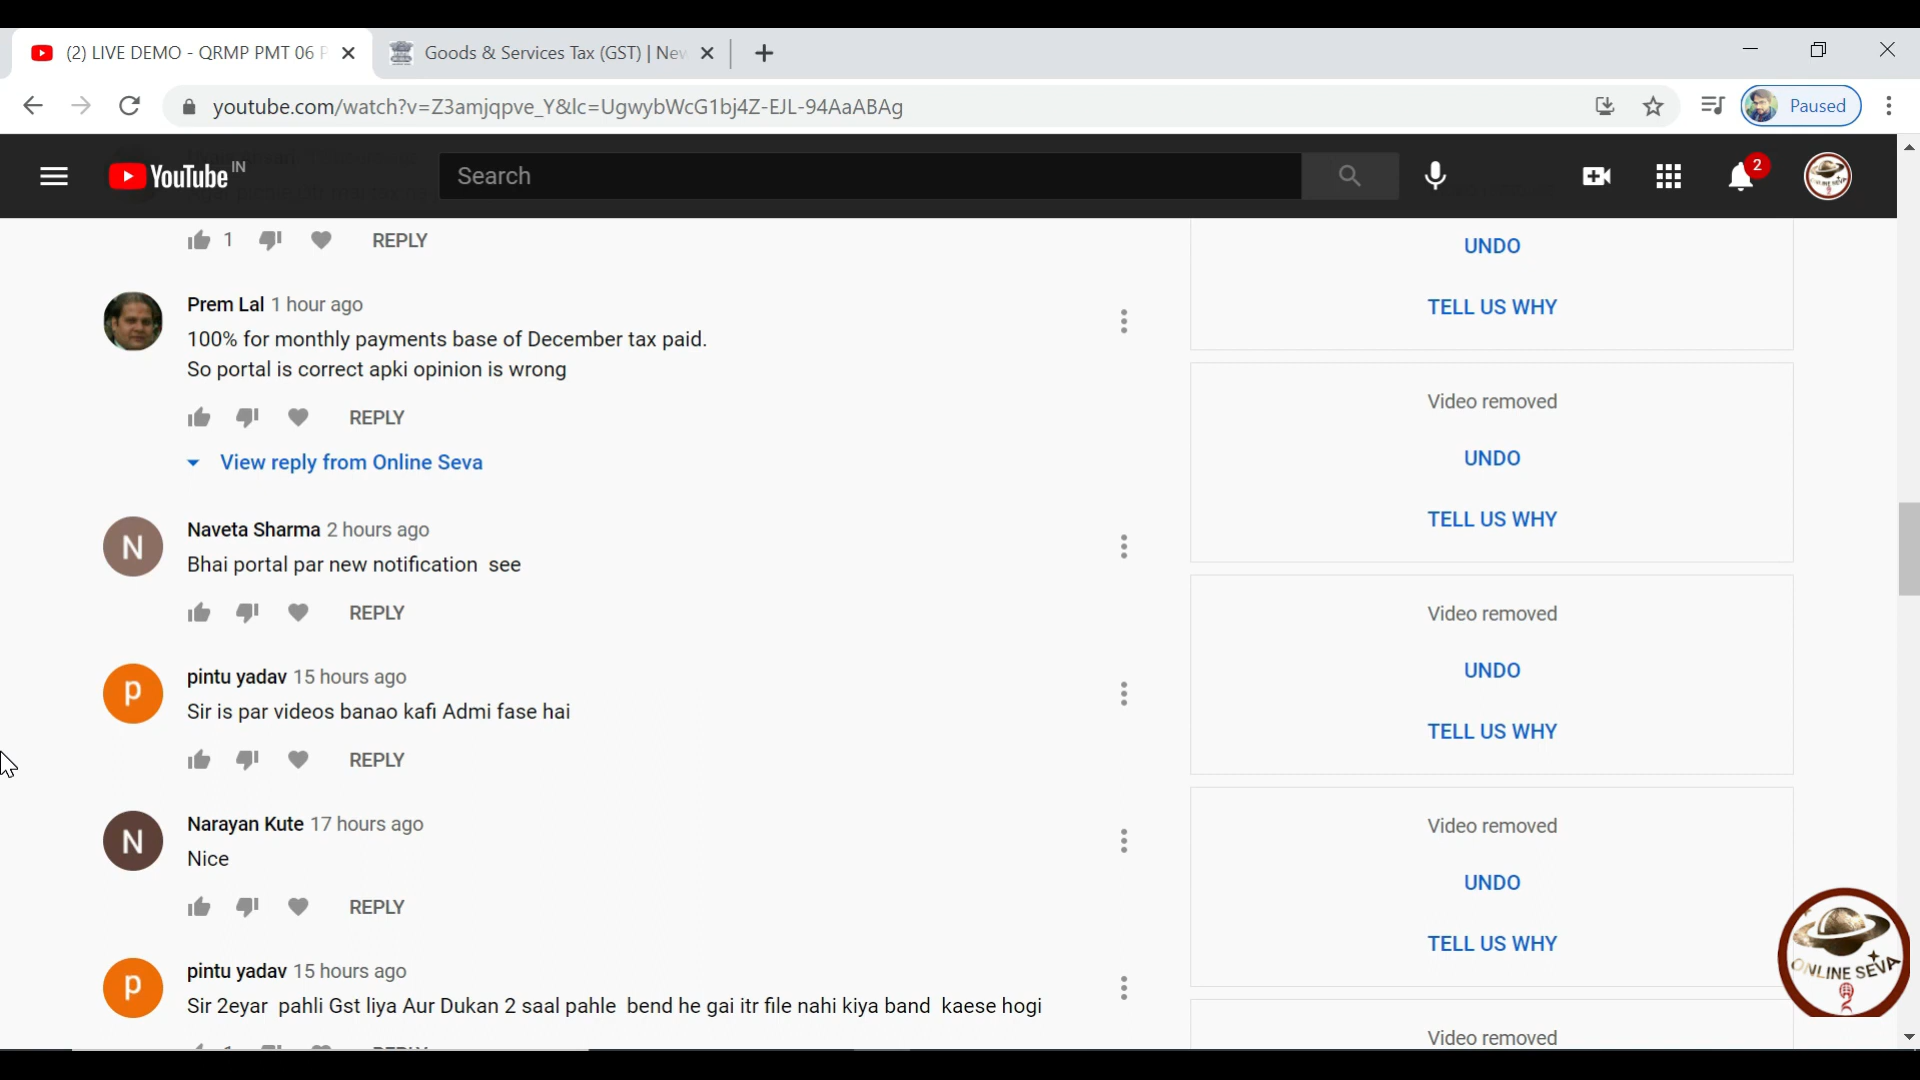 (2) LIVE DEMO - QRMP PMT 06
Goods & Services Tax (GST) | New
youtube.com/watch?v=Z3amjqpve_Y&lc=UgwybWcG1bj4Z-EJL-94AaABAg
Paused
YouTube IN
Search
2
1 REPLY
UNDO
TELL US WHY
Prem Lal 1 hour ago
100% for monthly payments base of December tax paid.
So portal is correct apki opinion is wrong
REPLY
View reply from Online Seva
Video removed
UNDO
TELL US WHY
Naveta Sharma 2 hours ago
Bhai portal par new notification see
REPLY
Video removed
UNDO
TELL US WHY
pintu yadav 15 hours ago
Sir is par videos banao kafi Admi fase hai
REPLY
N
P
N
P
Narayan Kute 17 hours ago
Nice
REPLY
Video removed
UNDO
TELL US WHY
pintu yadav 15 hours ago
Sir 2eyar pahli Gst liya Aur Dukan 2 saal pahle bend he gai itr file nahi kiya band kaese hogi
Video removed
ONLINE SEVA